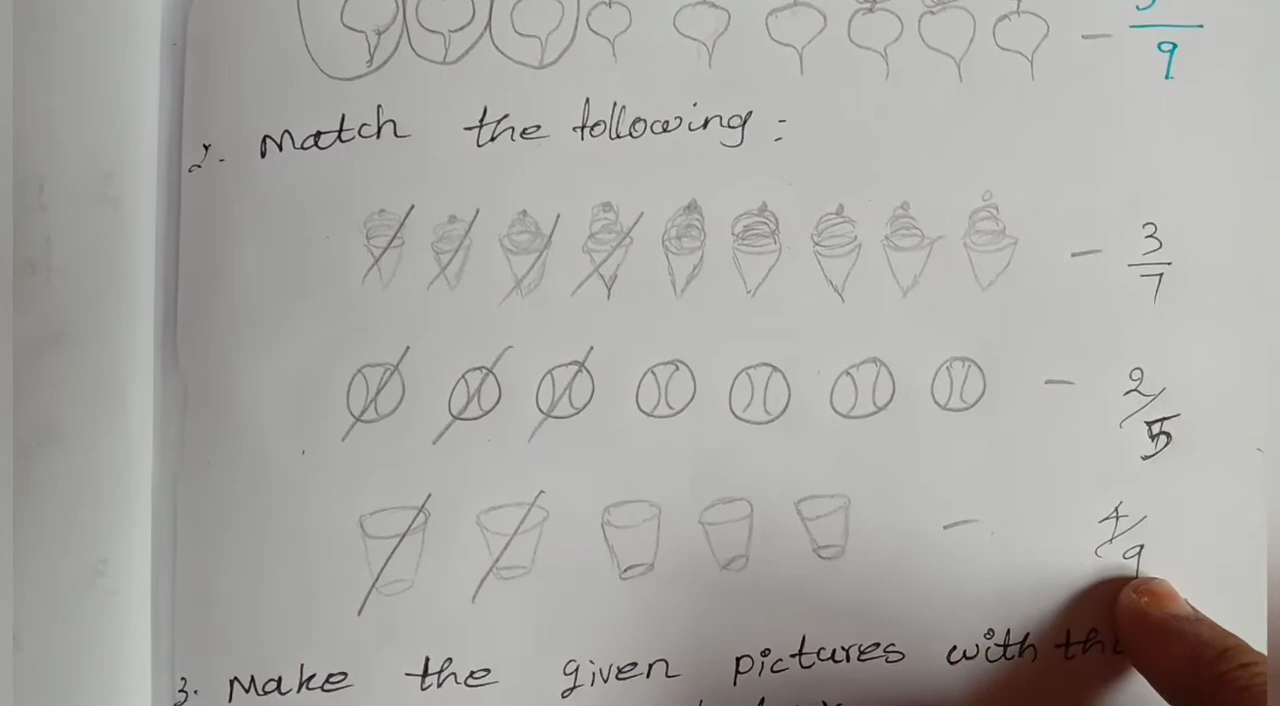 9
2. Match the following :
- 3/7
- 2/5
- 4/9
3. Make the given pictures with the